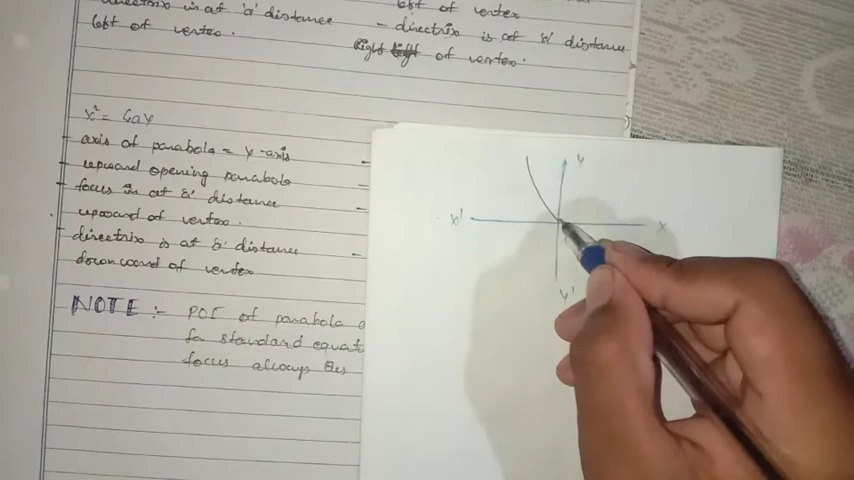 directrix is at 'a' distance
left of vertex.
left of vertex
- directrix is at 'a' distance
Right left of vertex.
x² = 4ay
axis of parabola = y-axis
upward opening parabola
focus is at 'a' distance
upward of vertex.
directrix is at 'a' distance
downward of vertex
NOTE :- POI of parabola
for standard equat
focus always lies
Y
X' X
Y'